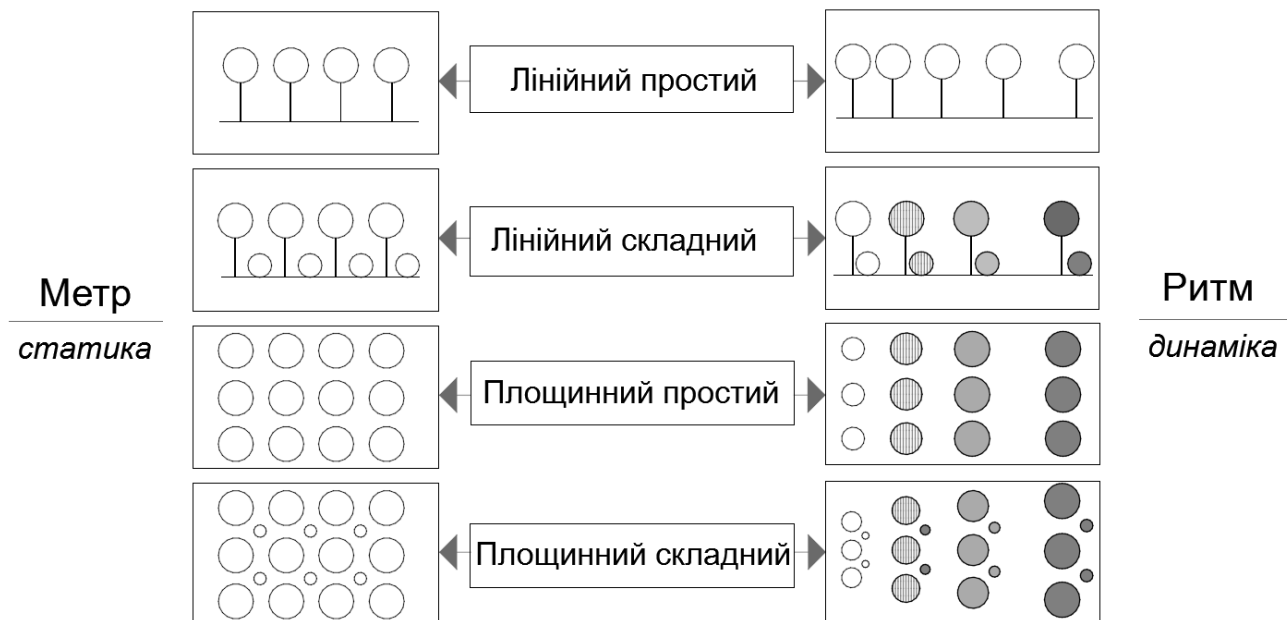 Лінійний простий
Лінійний складний
Метр
статика
Ритм
динаміка
Площинний простий
Площинний складний